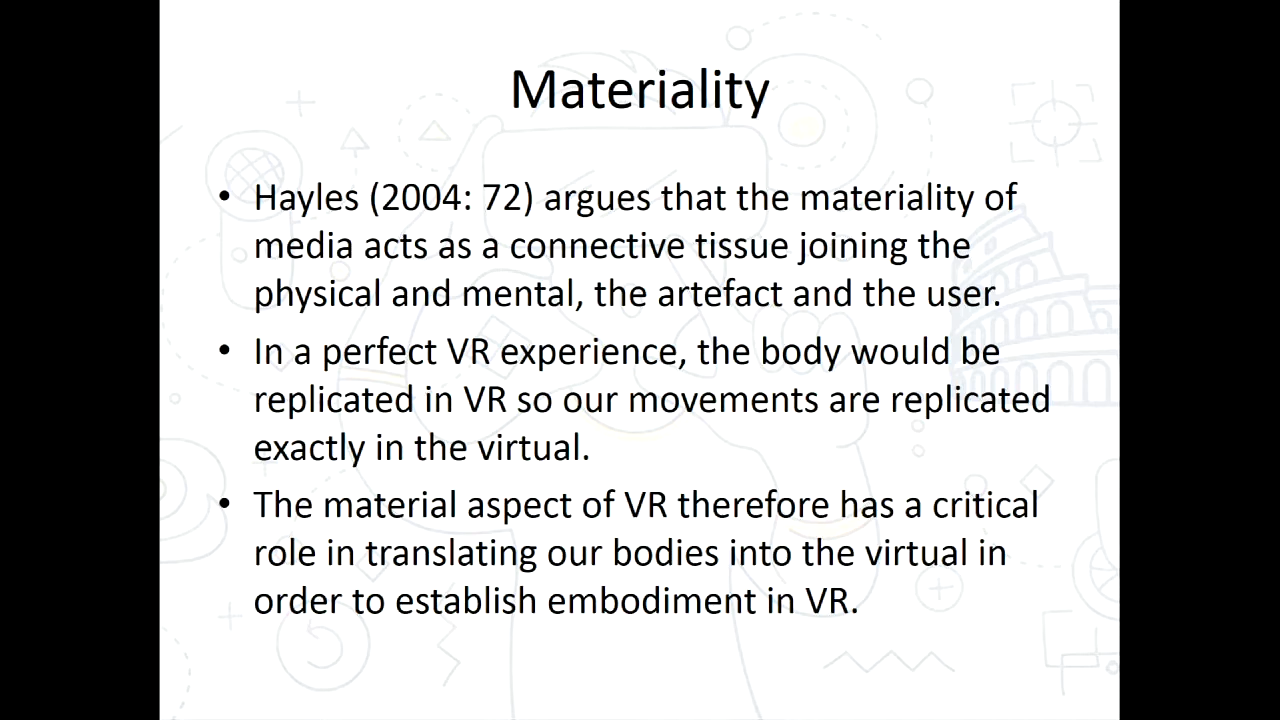 Materiality
• Hayles (2004: 72) argues that the materiality of
media acts as a connective tissue joining the
physical and mental, the artefact and the user.
• In a perfect VR experience, the body would be
replicated in VR so our movements are replicated
exactly in the virtual.
• The material aspect of VR therefore has a critical
role in translating our bodies into the virtual in
order to establish embodiment in VR.